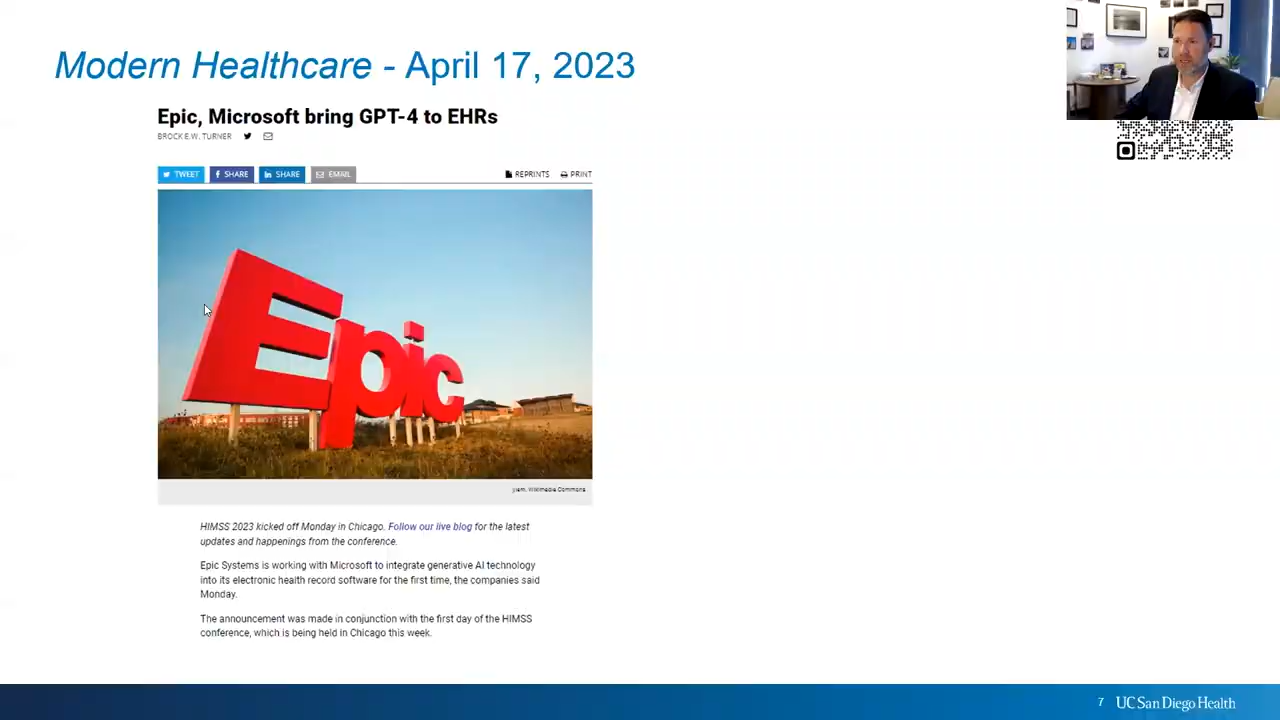 Modern Healthcare - April 17, 2023
Epic, Microsoft bring GPT-4 to EHRs
BROCK E.W. TURNER
TWEET SHARE SHARE EMAIL REPRINTS PRINT
Epic
yiem, Wikimedia Commons
HIMSS 2023 kicked off Monday in Chicago. Follow our live blog for the latest
updates and happenings from the conference.
Epic Systems is working with Microsoft to integrate generative AI technology
into its electronic health record software for the first time, the companies said
Monday.
The announcement was made in conjunction with the first day of the HIMSS
conference, which is being held in Chicago this week.
7 UC San Diego Health